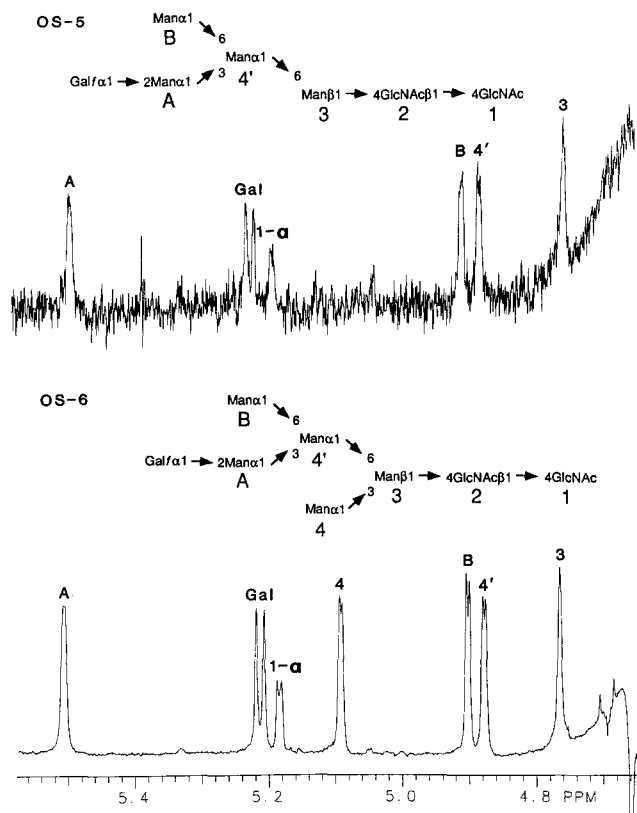 OS-5
Manα1
B
6
Manα1
6
4'
Galfα1
2Manα1
3
A
Manβ1
4GlcNAcβ1
4GlcNAc
3
2
1
3
A
Gal
1-α
B
4'
OS-6
Manα1
B
6
Manα1
6
4'
Galfα1
2Manα1
3
A
Manβ1
4GlcNAcβ1
4GlcNAc
3
3
2
1
Manα1
4
A
Gal
1-α
4
B
4'
3
5.4
5.2
5.0
4.8 PPM